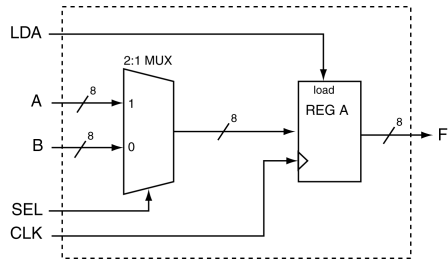 LDA
2:1 MUX
A 8 1 8 load
REG A 8 F
B 8 0
SEL
CLK